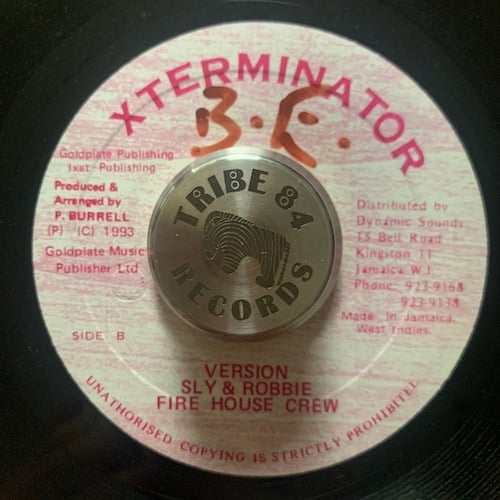 XTERMINATOR
B.E.
Goldplate Publishing
Ixat Publishing
Produced &
Arranged by
P. BURRELL
(P) (C) 1993
Goldplate Music
Publisher Ltd
SIDE B
TRIBE 84
RECORDS
Distributed by
Dynamic Sounds
15 Bell Road
Kingston 11
Jamaica W.I.
Phone: 923-9168
923-9138
Made in Jamaica,
West Indies.
VERSION
SLY & ROBBIE
FIRE HOUSE CREW
UNAUTHORISED COPYING IS STRICTLY PROHIBITED